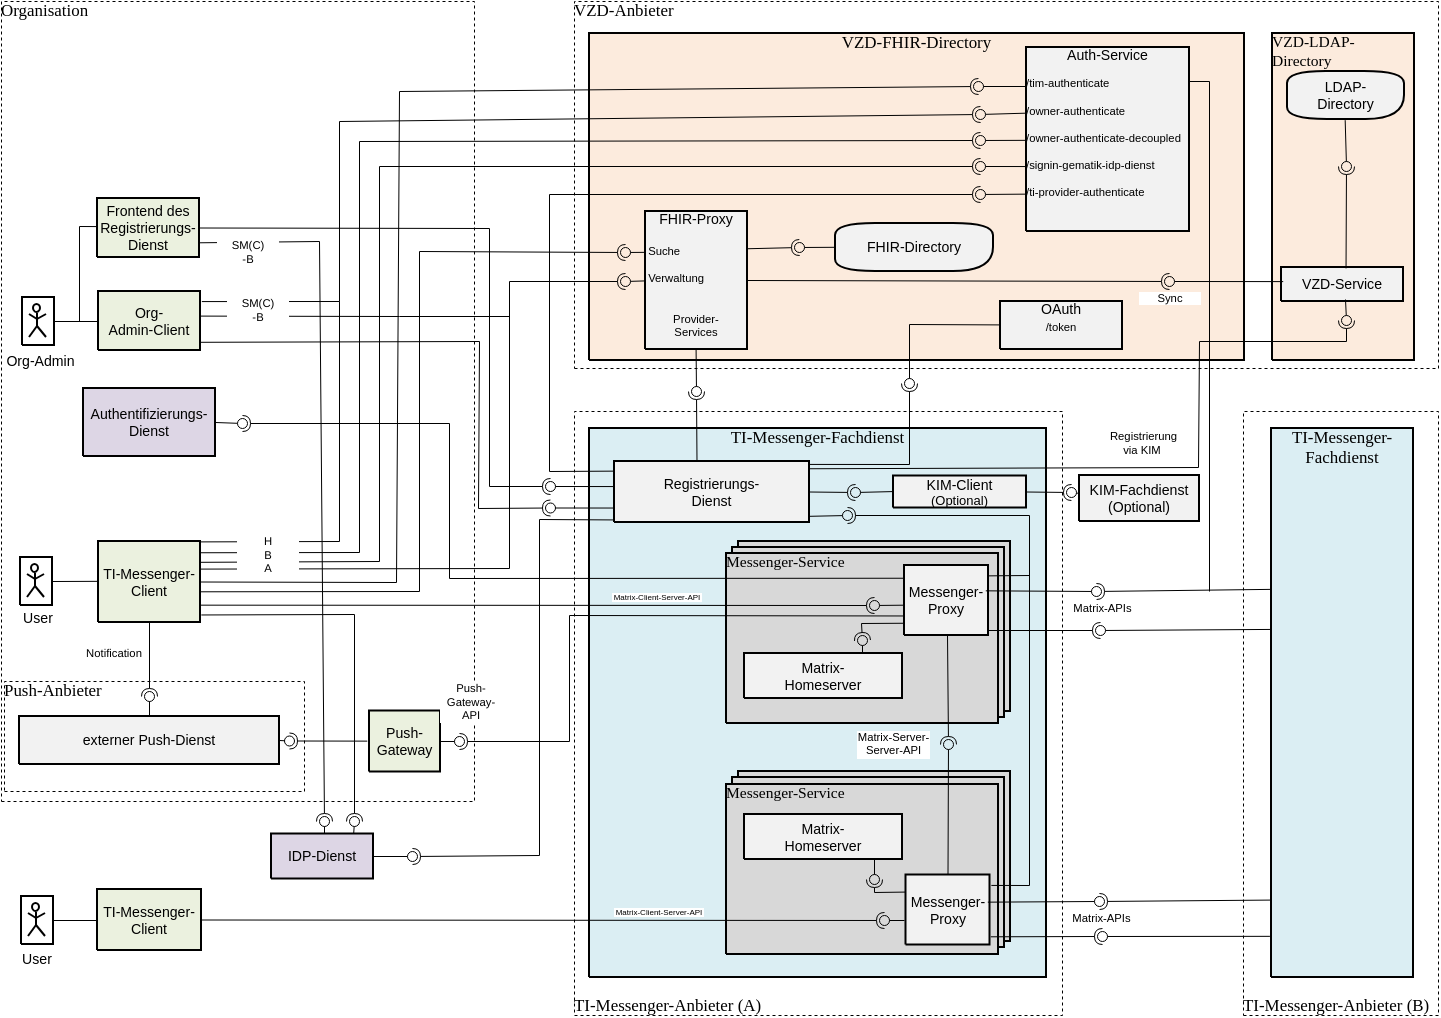 Organisation
VZD-Anbieter
VZD-FHIR-Directory
VZD-LDAP-
Directory
Auth-Service
/tim-authenticate
/owner-authenticate
/owner-authenticate-decoupled
/signin-gematik-idp-dienst
/ti-provider-authenticate
LDAP-
Directory
Frontend des
Registrierungs-
Dienst
SM(C)
-B
FHIR-Proxy
Suche
Verwaltung
Provider-
Services
FHIR-Directory
VZD-Service
Sync
OAuth
/token
Org-
Admin-Client
SM(C)
-B
Org-Admin
Authentifizierungs-
Dienst
TI-Messenger-Fachdienst
Registrierung
via KIM
TI-Messenger-
Fachdienst
Registrierungs-
Dienst
KIM-Client
(Optional)
KIM-Fachdienst
(Optional)
H
B
A
TI-Messenger-
Client
User
Messenger-Service
Messenger-
Proxy
Matrix-Client-Server-API
Matrix-APIs
Matrix-
Homeserver
Notification
Push-Anbieter
externer Push-Dienst
Push-
Gateway-
API
Push-
Gateway
Matrix-Server-
Server-API
Messenger-Service
Matrix-
Homeserver
IDP-Dienst
TI-Messenger-
Client
User
Matrix-Client-Server-API
Messenger-
Proxy
Matrix-APIs
TI-Messenger-Anbieter (A)
TI-Messenger-Anbieter (B)